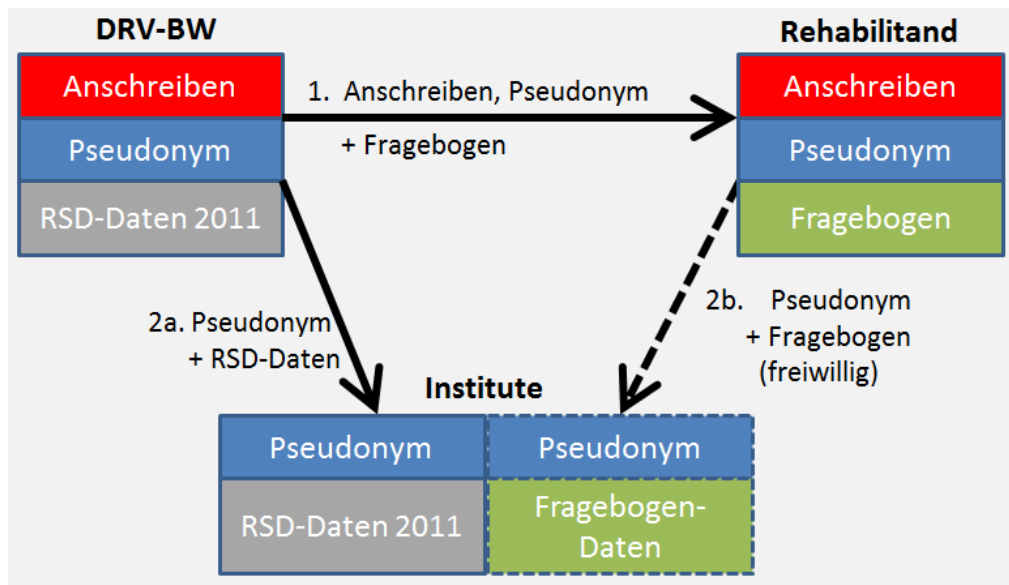 DRV-BW
Anschreiben
Pseudonym
RSD-Daten 2011
1. Anschreiben, Pseudonym
+ Fragebogen
Rehabilitand
Anschreiben
Pseudonym
Fragebogen
2a. Pseudonym
+ RSD-Daten
2b. Pseudonym
+ Fragebogen
(freiwillig)
Institute
Pseudonym
RSD-Daten 2011
Pseudonym
Fragebogen-
Daten